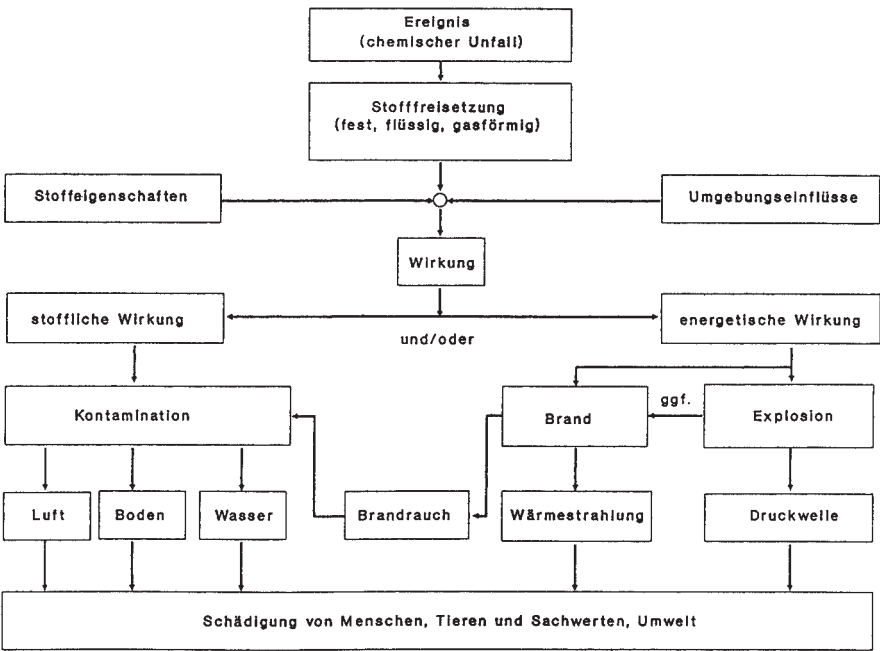 Ereignis
(chemischer Unfall)
Stofffreisetzung
(fest, flüssig, gasförmig)
Stoffeigenschaften
Umgebungseinflüsse
Wirkung
stoffliche Wirkung
energetische Wirkung
und/oder
Kontamination
Brand
ggf.
Explosion
Luft
Boden
Wasser
Brandrauch
Wärmestrahlung
Druckwelle
Schädigung von Menschen, Tieren und Sachwerten, Umwelt